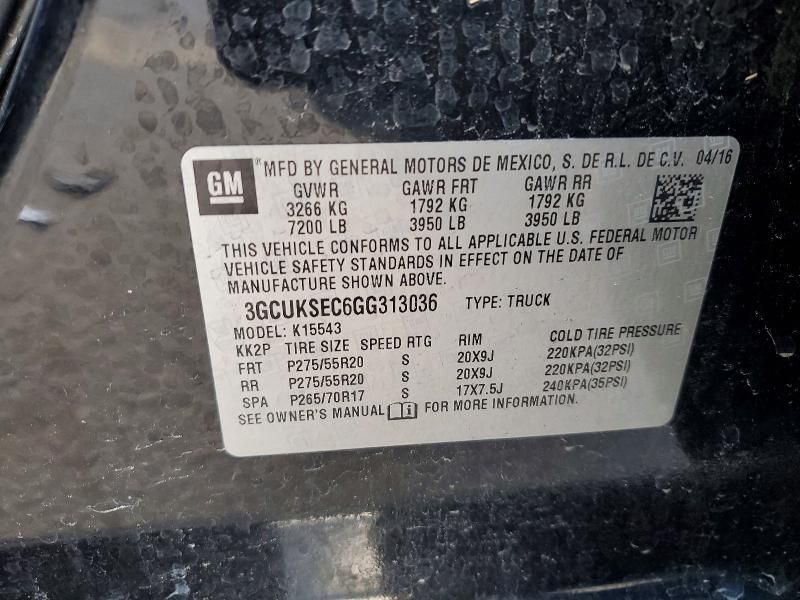 GM ® MFD BY GENERAL MOTORS DE MEXICO, S. DE R.L. DE C.V. 04/16
GVWR GAWR FRT GAWR RR
3266 KG 1792 KG 1792 KG
7200 LB 3950 LB 3950 LB
THIS VEHICLE CONFORMS TO ALL APPLICABLE U.S. FEDERAL MOTOR
VEHICLE SAFETY STANDARDS IN EFFECT ON THE DATE OF
MANUFACTURE SHOWN ABOVE.
3GCUKSEC6GG313036 TYPE: TRUCK
MODEL: K15543
KK2P TIRE SIZE SPEED RTG RIM COLD TIRE PRESSURE
FRT P275/55R20 S 20X9J 220KPA(32PSI)
RR P275/55R20 S 20X9J 220KPA(32PSI)
SPA P265/70R17 S 17X7.5J 240KPA(35PSI)
SEE OWNER'S MANUAL FOR MORE INFORMATION.